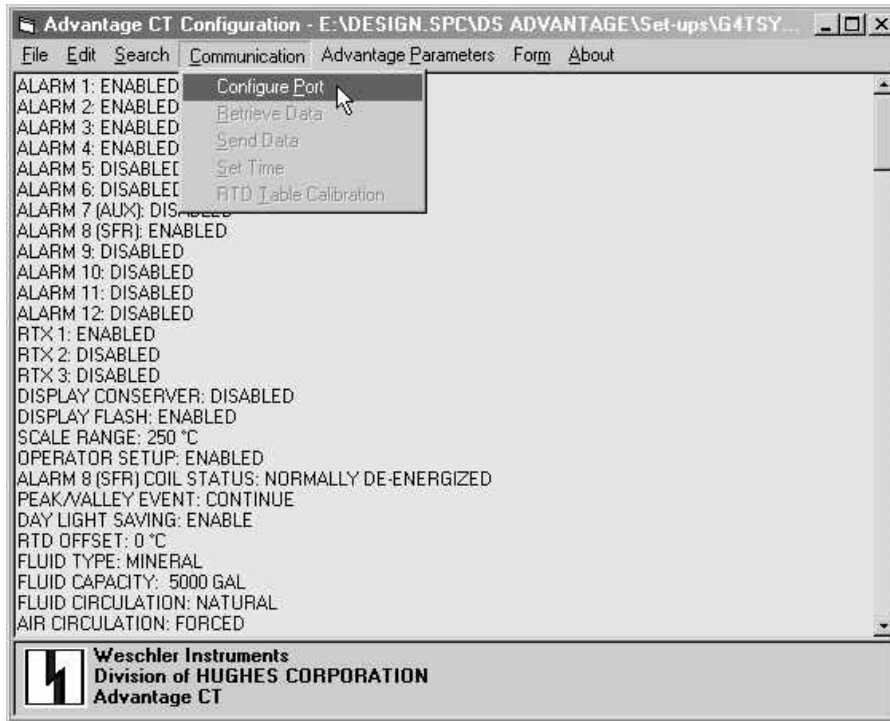 Advantage CT Configuration - E:\DESIGN.SPC\DS ADVANTAGE\Set-ups\G4TSY...
File Edit Search Communication Advantage Parameters Form About
Configure Port
Retrieve Data
Send Data
Set Time
RTD Table Calibration
ALARM 1: ENABLED
ALARM 2: ENABLED
ALARM 3: ENABLED
ALARM 4: ENABLED
ALARM 5: DISABLED
ALARM 6: DISABLED
ALARM 7 (AUX): DISABLED
ALARM 8 (SFR): ENABLED
ALARM 9: DISABLED
ALARM 10: DISABLED
ALARM 11: DISABLED
ALARM 12: DISABLED
RTX 1: ENABLED
RTX 2: DISABLED
RTX 3: DISABLED
DISPLAY CONSERVER: DISABLED
DISPLAY FLASH: ENABLED
SCALE RANGE: 250 °C
OPERATOR SETUP: ENABLED
ALARM 8 (SFR) COIL STATUS: NORMALLY DE-ENERGIZED
PEAK/VALLEY EVENT: CONTINUE
DAY LIGHT SAVING: ENABLE
RTD OFFSET: 0 °C
FLUID TYPE: MINERAL
FLUID CAPACITY: 5000 GAL
FLUID CIRCULATION: NATURAL
AIR CIRCULATION: FORCED
Weschler Instruments
Division of HUGHES CORPORATION
Advantage CT